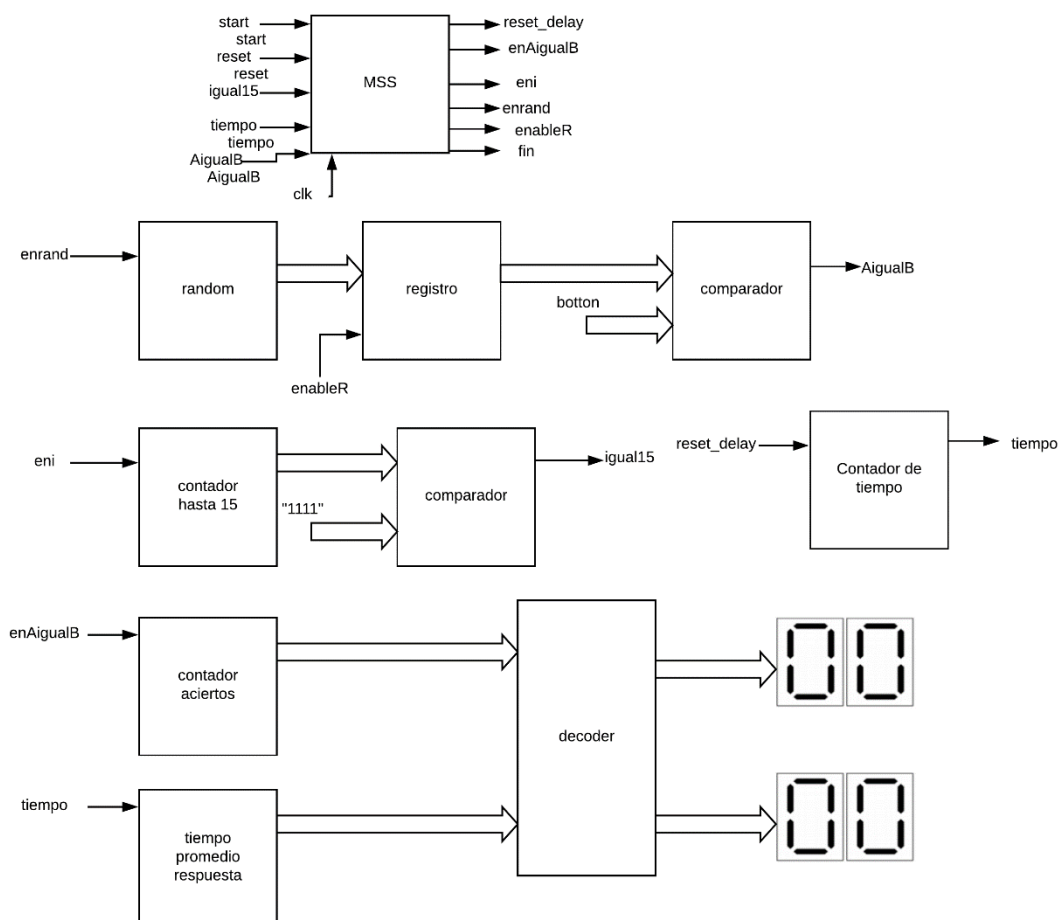 start
start
reset
reset
igual15
tiempo
tiempo
AigualB
AigualB
clk
MSS
reset_delay
enAigualB
eni
enrand
enableR
fin
enrand
random
registro
enableR
botton
comparador
AigualB
eni
contador
hasta 15
"1111"
comparador
igual15
reset_delay
Contador de
tiempo
tiempo
enAigualB
contador
aciertos
tiempo
tiempo
promedio
respuesta
decoder
00
00